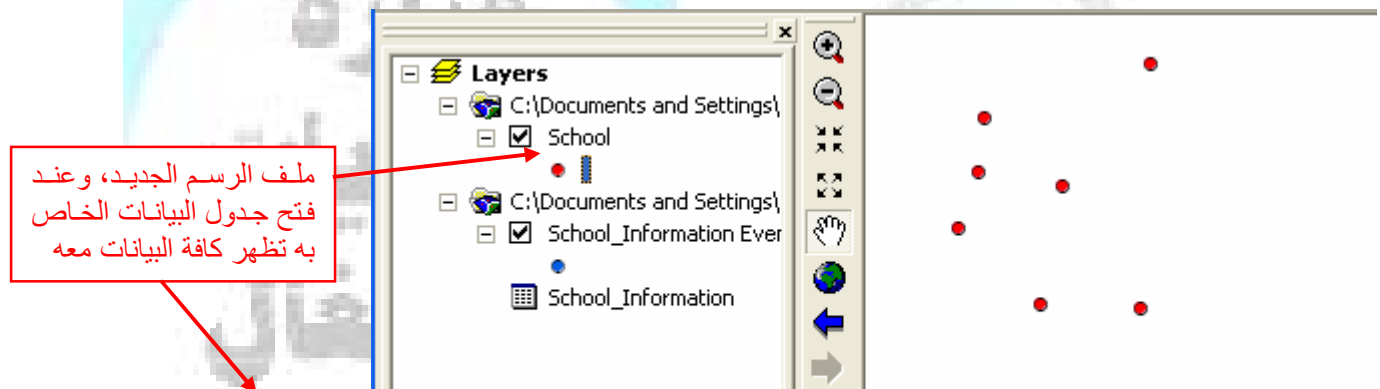 Layers
C:\Documents and Settings\
School
C:\Documents and Settings\
School_Information Ever
School_Information
ملف الرسم الجديد، وعند
فتح جدول البيانات الخاص
به تظهر كافة البيانات معه